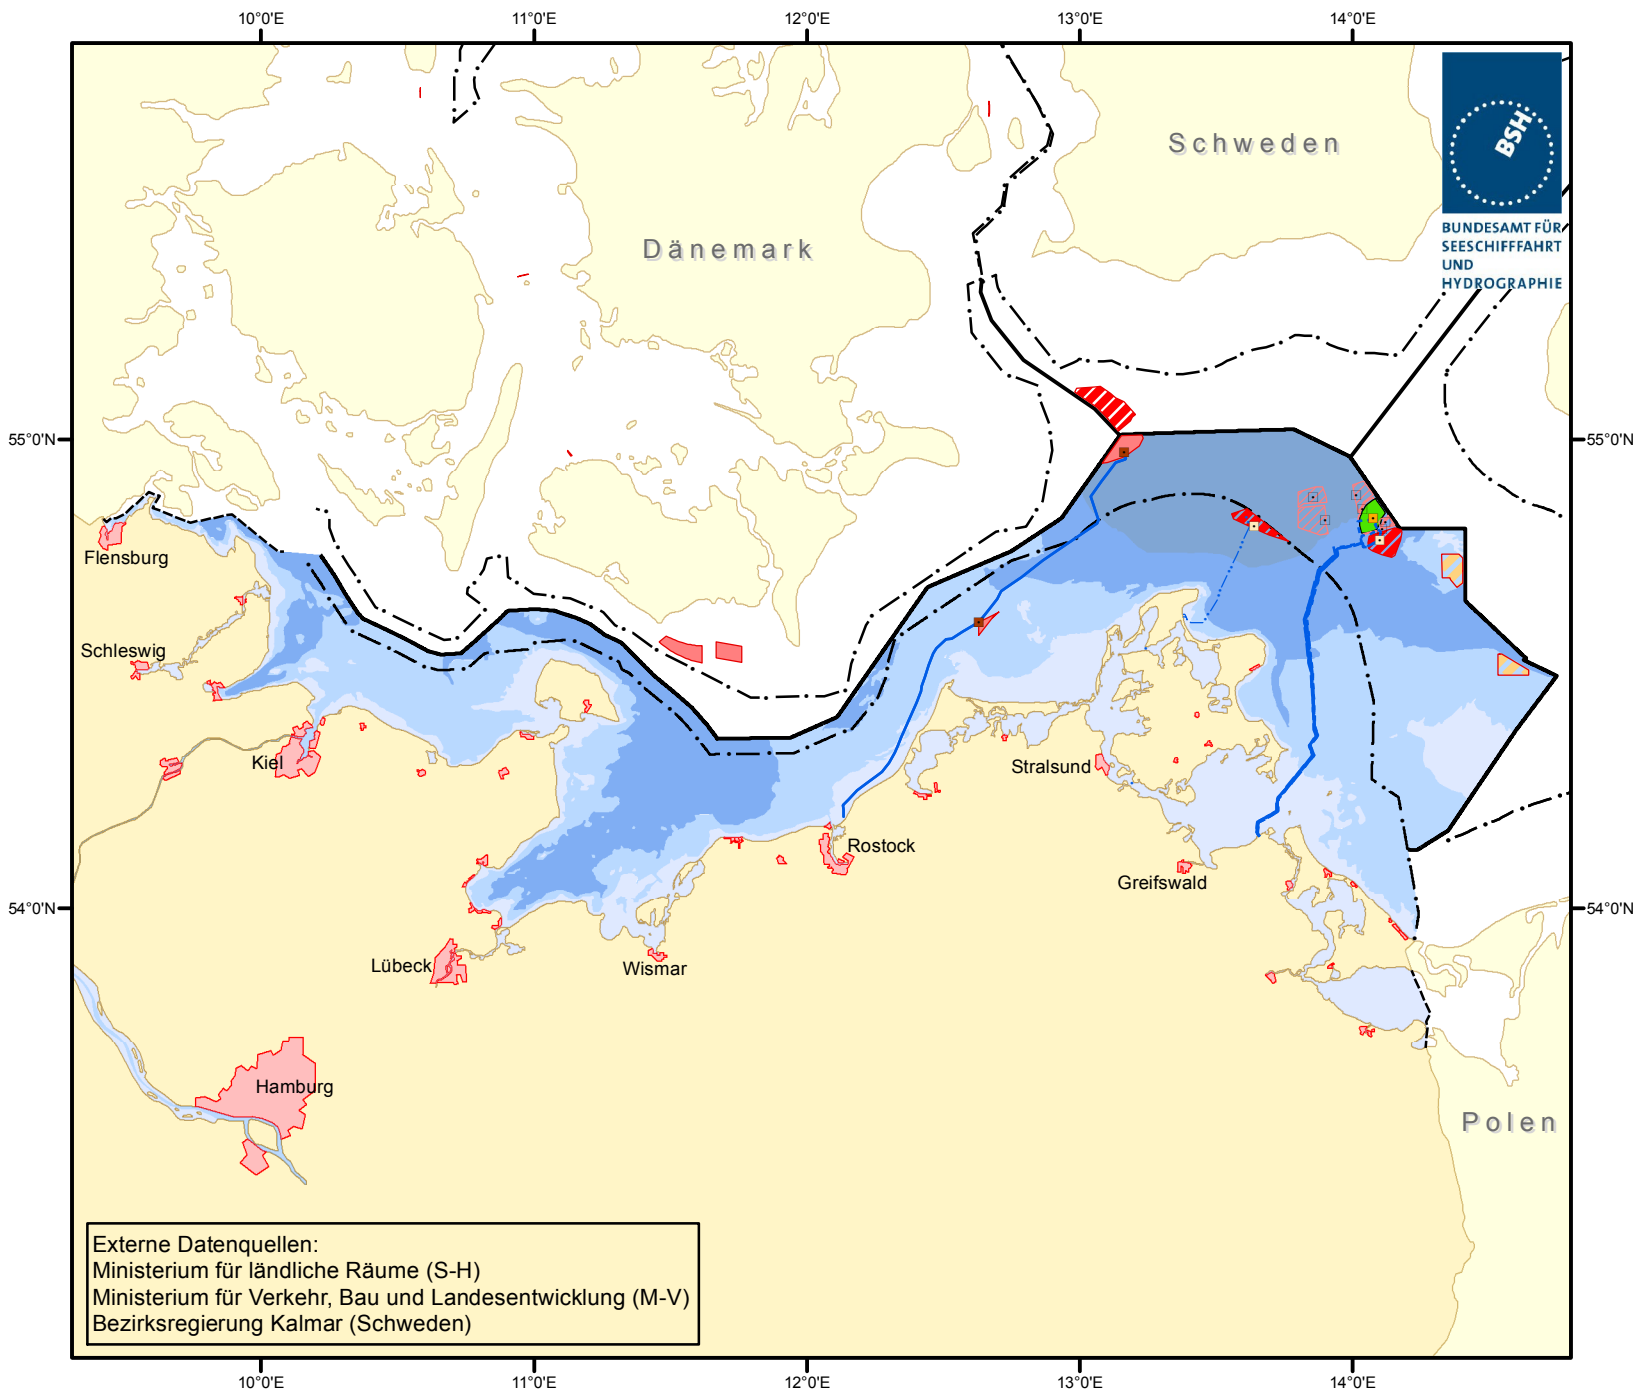 10°0'E
11°0'E
12°0'E
13°0'E
14°0'E
Schweden
BSH
BUNDESAMT FÜR
SEESCHIFFFAHRT
UND
HYDROGRAPHIE
Dänemark
55°0'N
55°0'N
Flensburg
Schleswig
Kiel
Stralsund
Rostock
Greifswald
54°0'N
54°0'N
Lübeck
Wismar
Hamburg
Polen
Externe Datenquellen:
Ministerium für ländliche Räume (S-H)
Ministerium für Verkehr, Bau und Landesentwicklung (M-V)
Bezirksregierung Kalmar (Schweden)
10°0'E
11°0'E
12°0'E
13°0'E
14°0'E